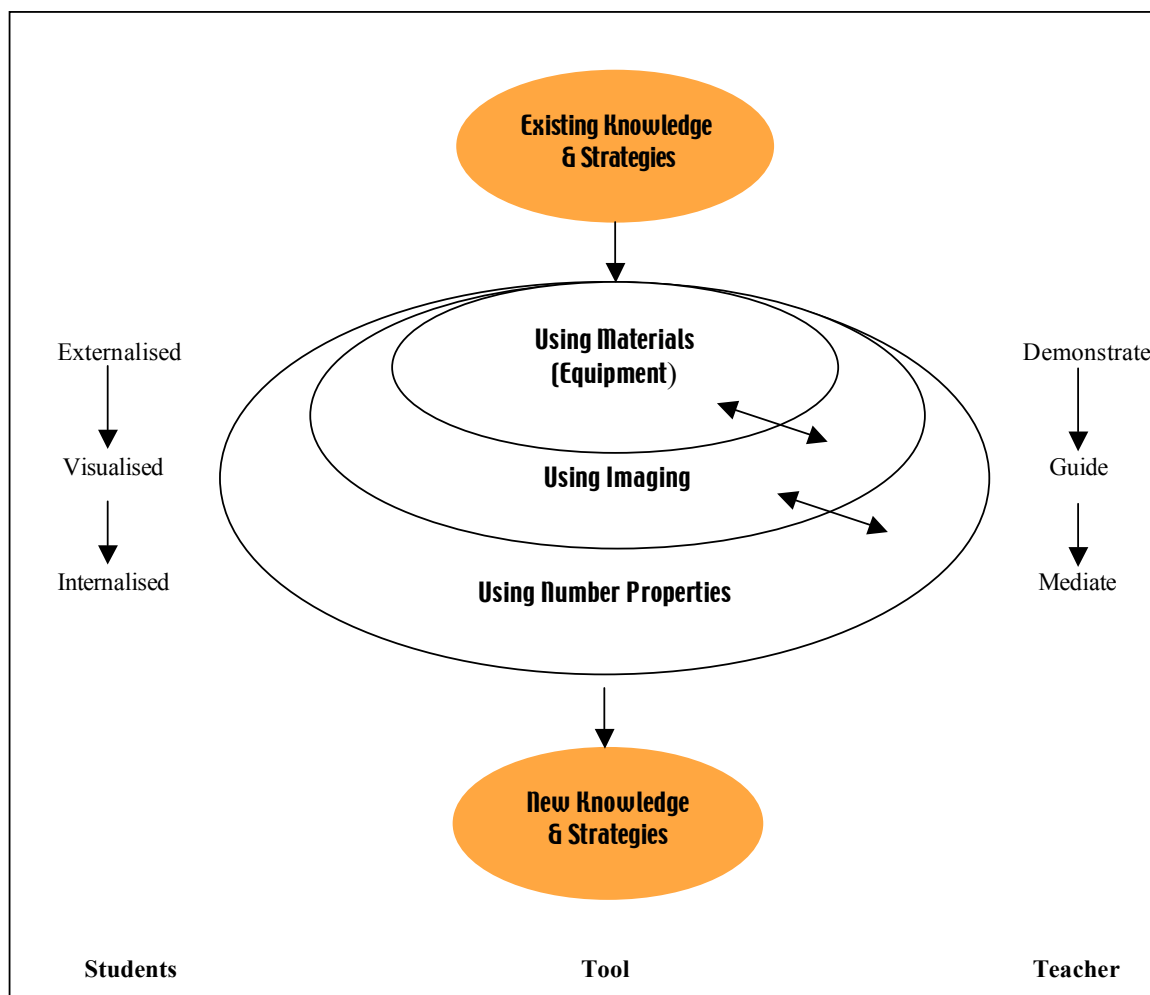 Existing Knowledge
& Strategies
Using Materials
(Equipment)
Externalised
Demonstrate
Visualised
Using Imaging
Guide
Internalised
Using Number Properties
Mediate
New Knowledge
& Strategies
Students
Tool
Teacher